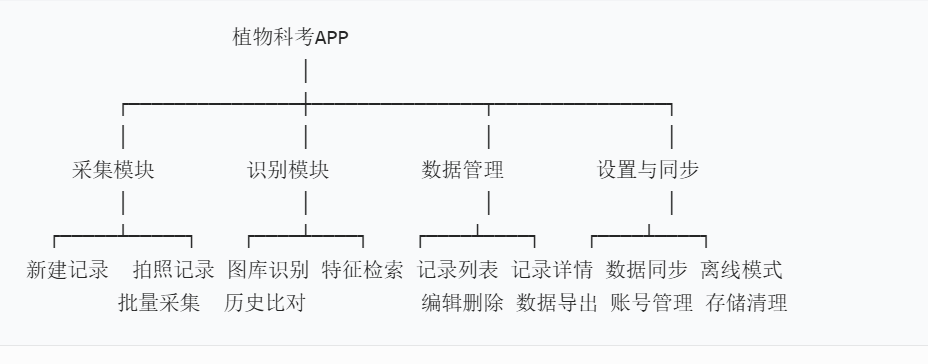 植物科考APP
采集模块 识别模块 数据管理 设置与同步
新建记录 拍照记录 图库识别 特征检索 记录列表 记录详情 数据同步 离线模式
批量采集 历史比对 编辑删除 数据导出 账号管理 存储清理